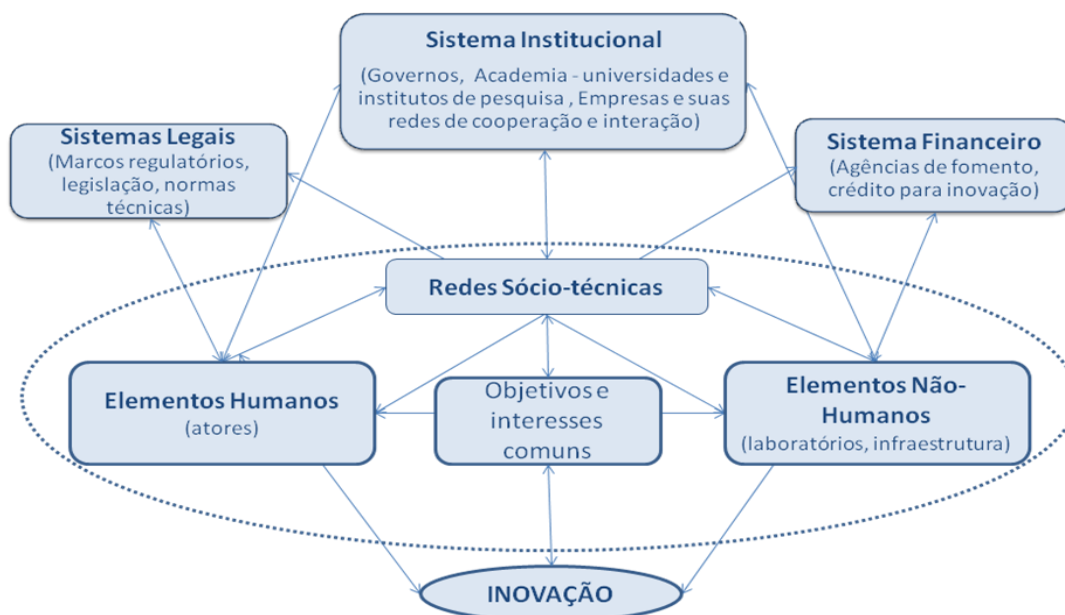 Sistema Institucional
(Governos, Academia - universidades e
institutos de pesquisa , Empresas e suas
redes de cooperação e interação)
Sistemas Legais
(Marcos regulatórios,
legislação, normas
técnicas)
Sistema Financeiro
(Agências de fomento,
crédito para inovação)
Redes Sócio-técnicas
Elementos Humanos
(atores)
Objetivos e
interesses
comuns
Elementos Não-
Humanos
(laboratórios, infraestrutura)
INOVAÇÃO